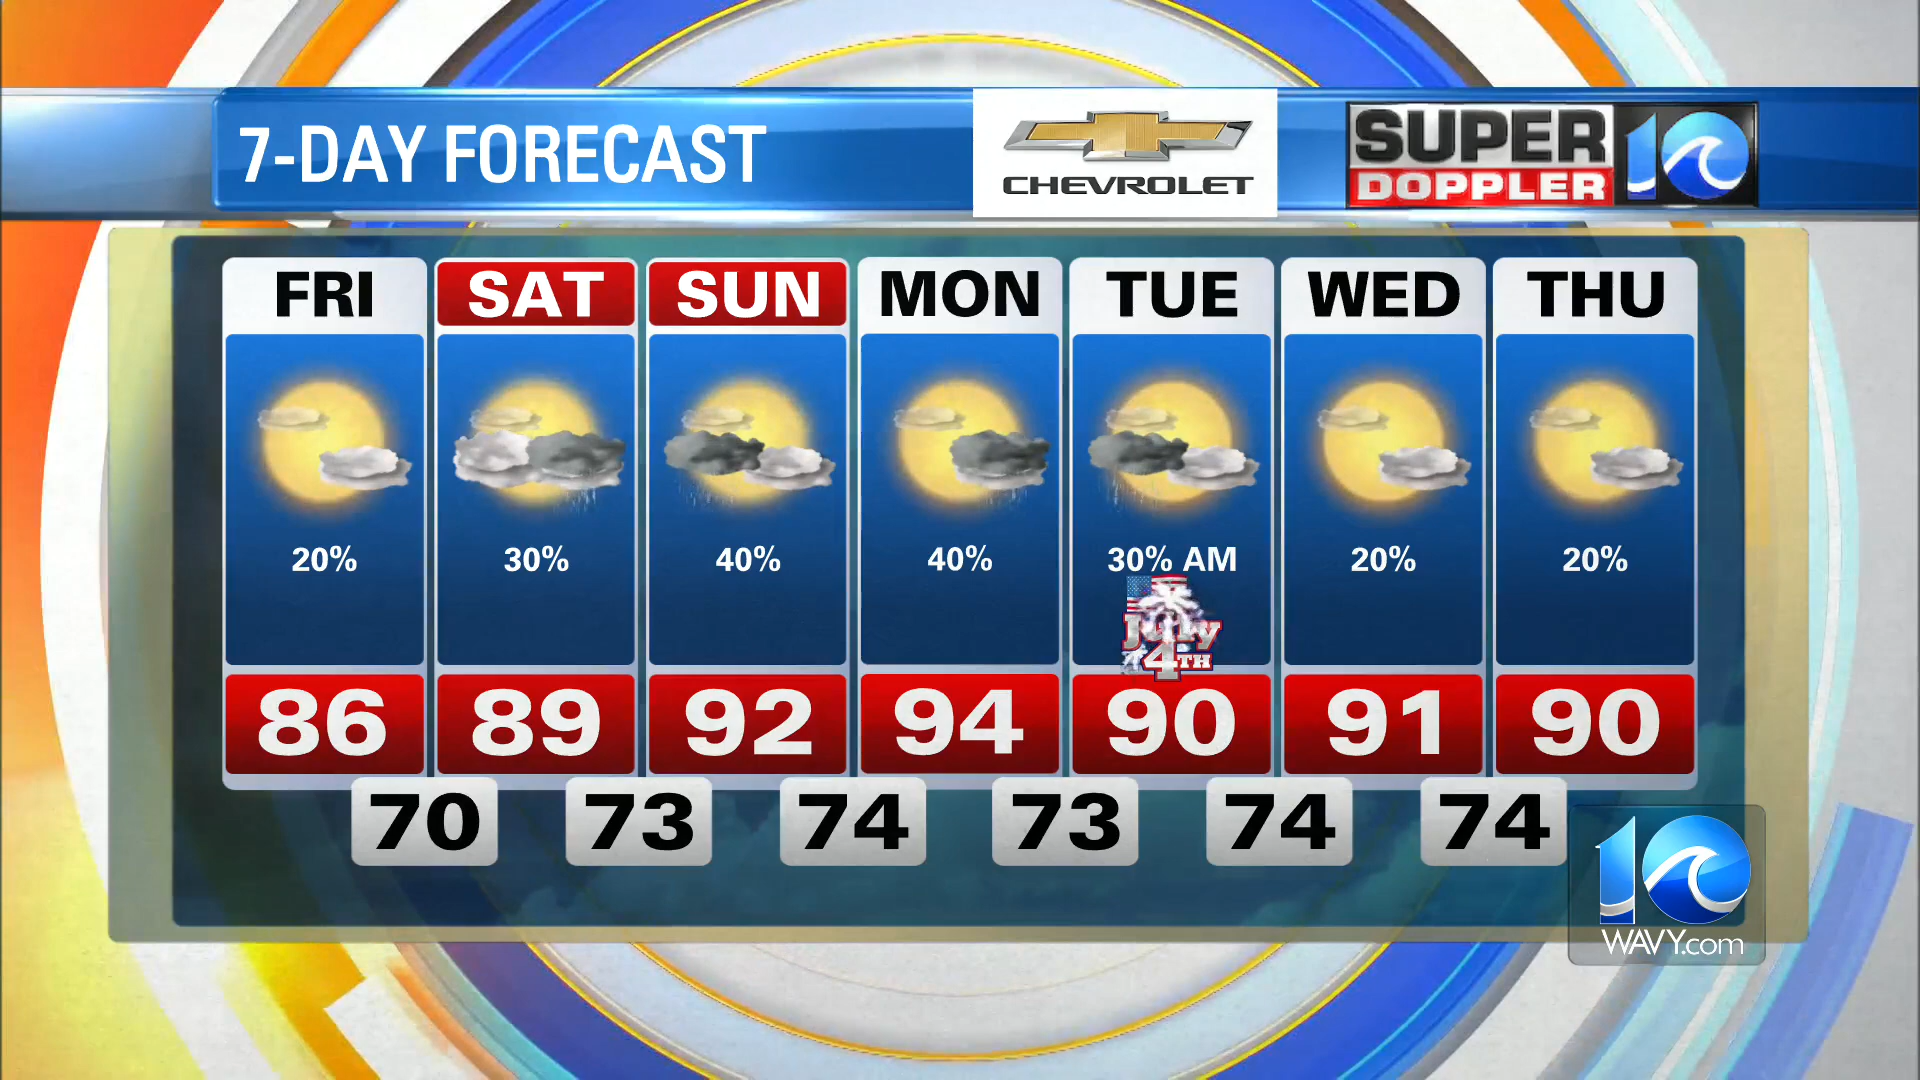 7-DAY FORECAST
CHEVROLET
SUPER
DOPPLER
10
FRI SAT SUN MON TUE WED THU
20% 30% 40% 40% 30% AM 20% 20%
July
4TH
86 89 92 94 90 91 90
70 73 74 73 74 74
10
WAVY.com